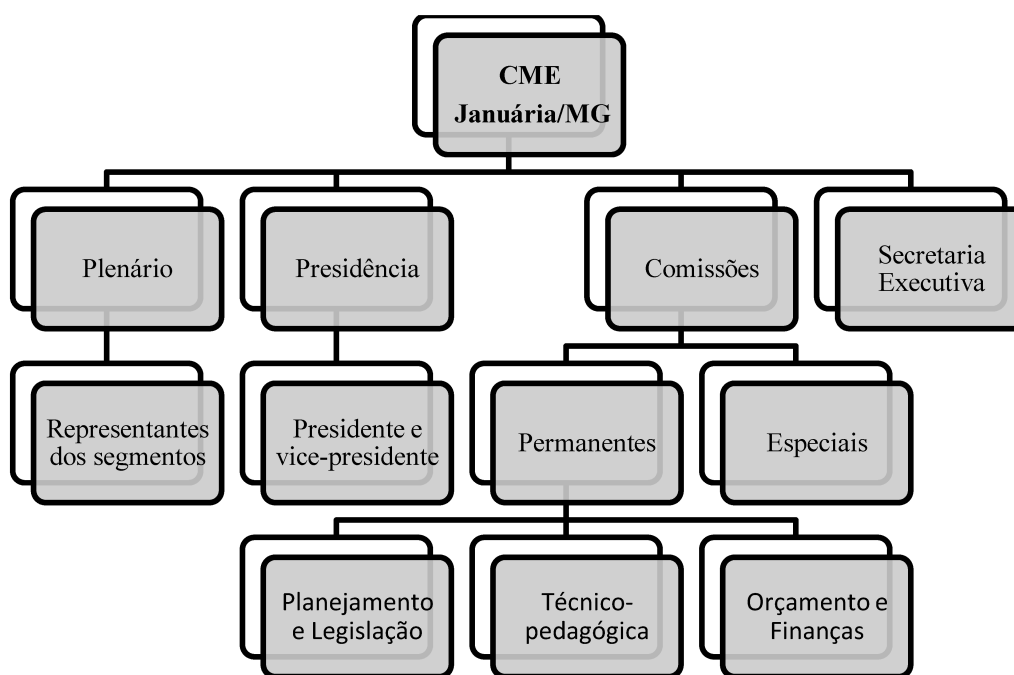 CME
Januária/MG
Plenário
Presidência
Comissões
Secretaria
Executiva
Representantes
dos segmentos
Presidente e
vice-presidente
Permanentes
Especiais
Planejamento
e Legislação
Técnico-
pedagógica
Orçamento e
Finanças